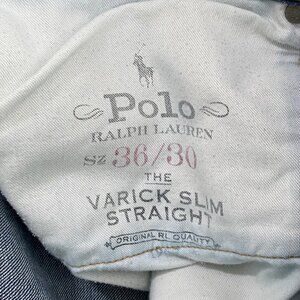 Polo
RALPH LAUREN
SZ 36/30
THE
VARICK SLIM
STRAIGHT
ORIGINAL RL QUALITY